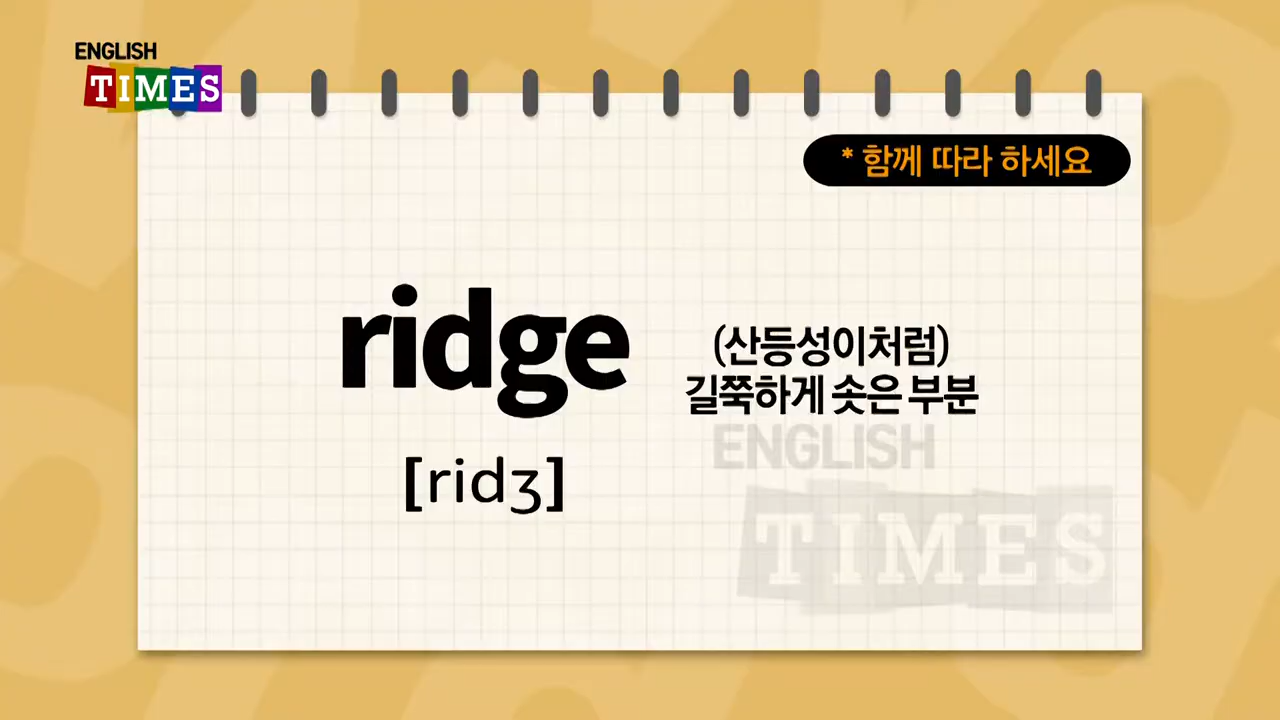 ENGLISH
TIMES
* 함께 따라 하세요
ridge
(산등성이처럼)
길쭉하게 솟은 부분
[ridʒ]
ENGLISH
TIMES